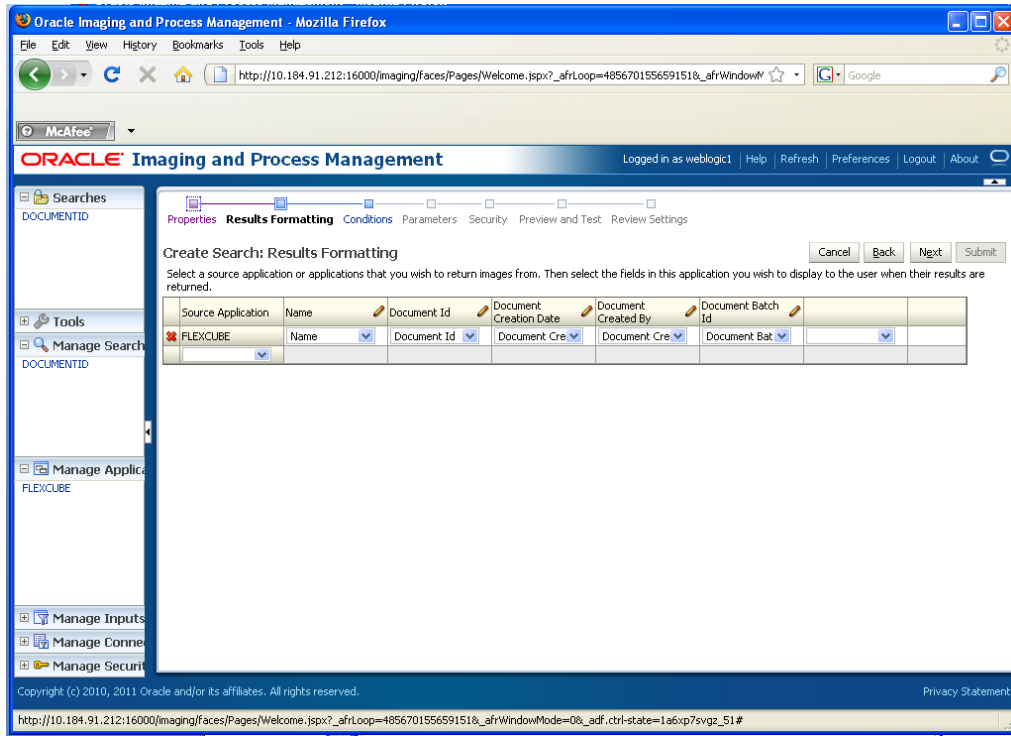 Oracle Imaging and Process Management - Mozilla Firefox
File Edit View History Bookmarks Tools Help
http://10.184.91.212:16000/imaging/faces/Pages/Welcome.jspx?_afrLoop=485670155659151&_afrWindowM
G Google
McAfee
ORACLE Imaging and Process Management
Logged in as weblogic1 Help Refresh Preferences Logout About
Searches
DOCUMENTID
Tools
Manage Search
DOCUMENTID
Manage Applica
FLEXCUBE
Manage Inputs
Manage Conne
Manage Securit
Properties Results Formatting Conditions Parameters Security Preview and Test Review Settings
Create Search: Results Formatting
Cancel Back Next Submit
Select a source application or applications that you wish to return images from. Then select the fields in this application you wish to display to the user when their results are
returned.
Source Application Name Document Id Document Creation Date Document Created By Document Batch Id
FLEXCUBE Name Document Id Document Cre Document Cre Document Bat
Copyright (c) 2010, 2011 Oracle and/or its affiliates. All rights reserved.
Privacy Statement
http://10.184.91.212:16000/imaging/faces/Pages/Welcome.jspx?_afrLoop=485670155659151&_afrWindowMode=0&_adf.ctrl-state=1a6xp7svgz_51#